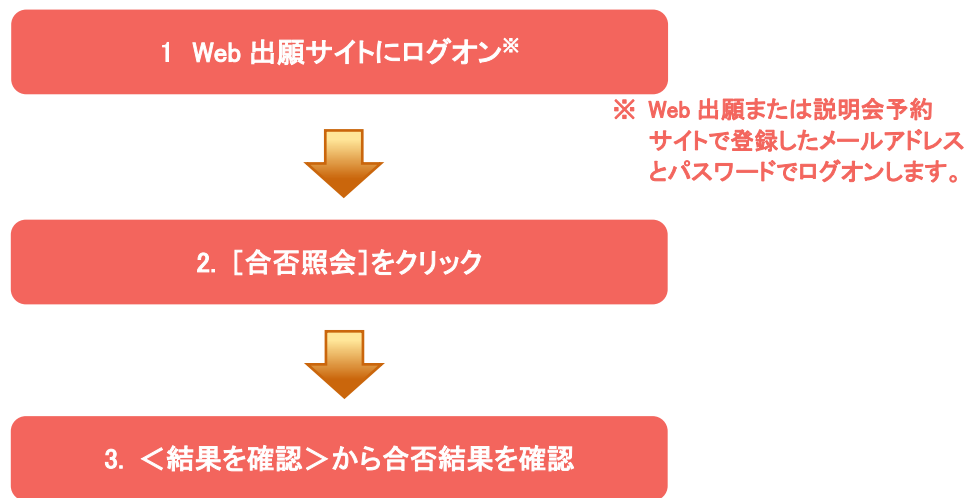 1 Web 出願サイトにログオン※
※ Web 出願または説明会予約
サイトで登録したメールアドレス
とパスワードでログオンします。
2. [合否照会]をクリック
3. <結果を確認>から合否結果を確認